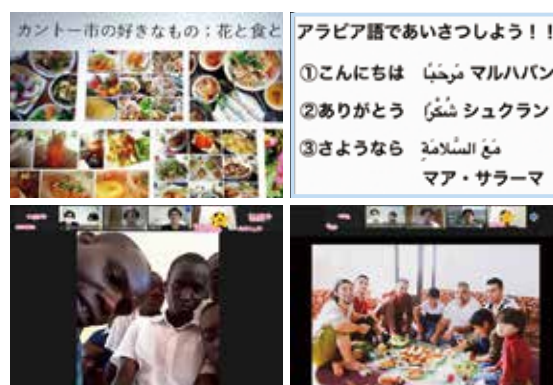 カントー市の好きなもの；花と食と
アラビア語であいさつしよう！！
①こんにちは مَرحَبًا マルハバン
②ありがとう شُكْرًا シュクラン
③さようなら مَعَ السَّلامَةِ
マア・サラーマ